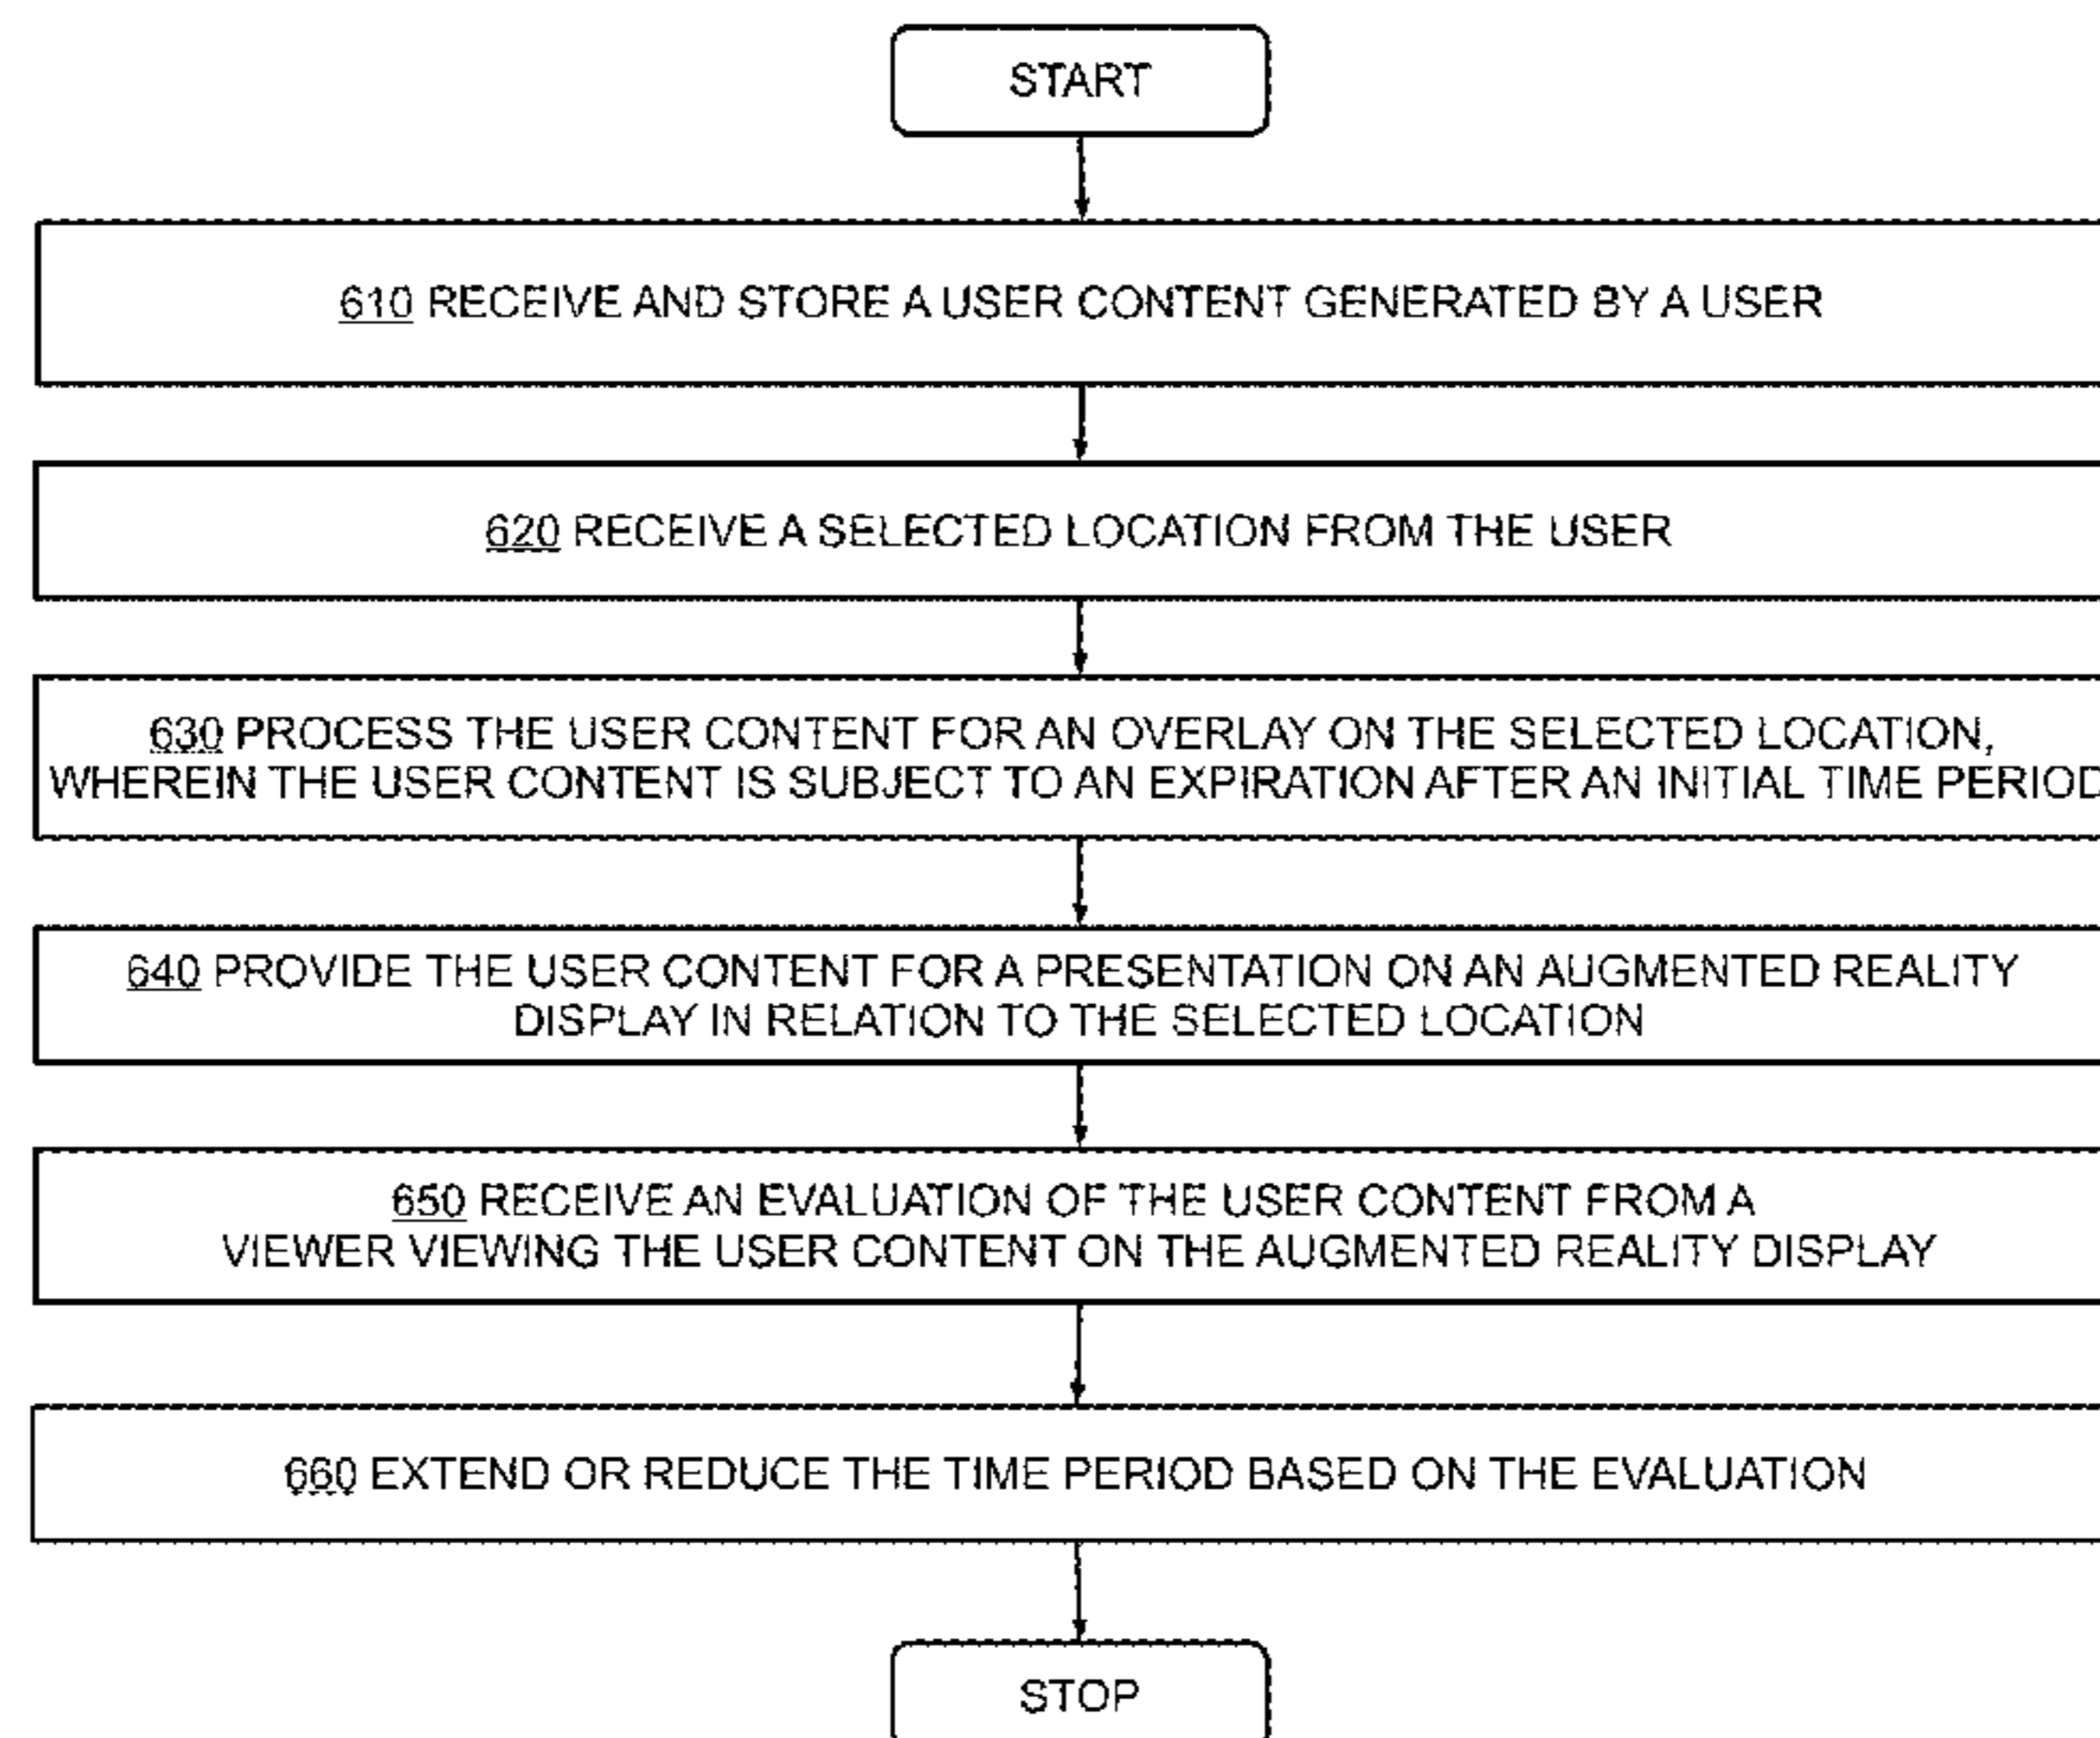 START
610 RECEIVE AND STORE A USER CONTENT GENERATED BY A USER
620 RECEIVE A SELECTED LOCATION FROM THE USER
630 PROCESS THE USER CONTENT FOR AN OVERLAY ON THE SELECTED LOCATION,
WHEREIN THE USER CONTENT IS SUBJECT TO AN EXPIRATION AFTER AN INITIAL TIME PERIOD
640 PROVIDE THE USER CONTENT FOR A PRESENTATION ON AN AUGMENTED REALITY
DISPLAY IN RELATION TO THE SELECTED LOCATION
650 RECEIVE AN EVALUATION OF THE USER CONTENT FROM A
VIEWER VIEWING THE USER CONTENT ON THE AUGMENTED REALITY DISPLAY
660 EXTEND OR REDUCE THE TIME PERIOD BASED ON THE EVALUATION
STOP